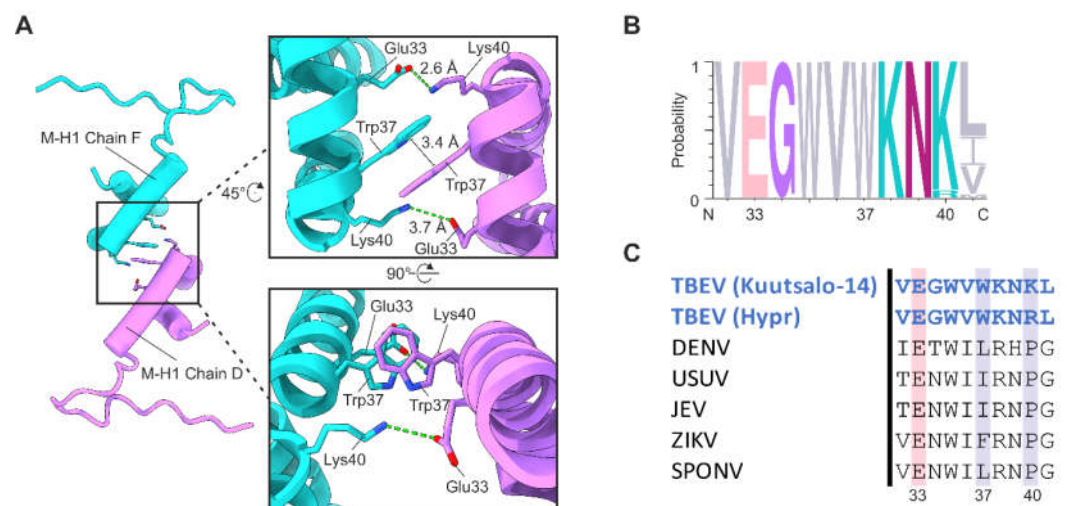 A
M-H1 Chain F
M-H1 Chain D
45°
Glu33
Lys40
2.6 Å
Trp37
3.4 Å
Trp37
Lys40
3.7 Å
Glu33
90°
Glu33
Lys40
Trp37
Trp37
Lys40
Glu33
B
Probability
1
0
VEGWVWKNKL
I
V
N 33 37 40 C
C
TBEV (Kuutsalo-14) VEGWVWKNKL
TBEV (Hypr) VEGWVWKNRL
DENV IETWILRHPG
USUV TENWIIRNPG
JEV TENWIIRNPG
ZIKV VENWIFRNPG
SPONV VENWILRNPG
33 37 40